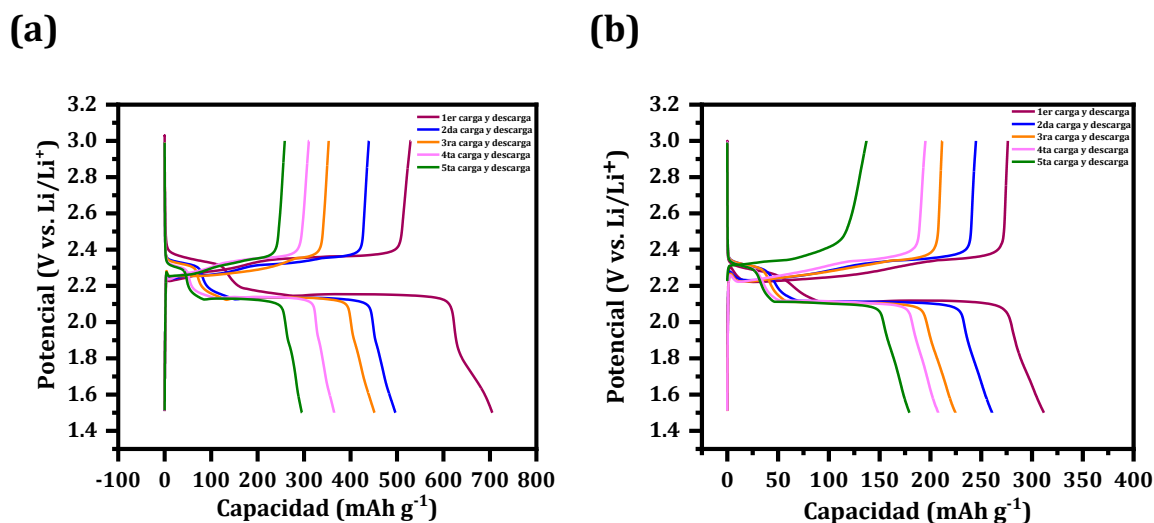 (a)
(b)
3.2
3.0
2.8
2.6
2.4
2.2
2.0
1.8
1.6
1.4
Potencial (V vs. Li/Li⁺)
1er carga y descarga
2da carga y descarga
3ra carga y descarga
4ta carga y descarga
5ta carga y descarga
-100 0 100 200 300 400 500 600 700 800
Capacidad (mAh g⁻¹)
3.2
3.0
2.8
2.6
2.4
2.2
2.0
1.8
1.6
1.4
Potencial (V vs. Li/Li⁺)
1er carga y descarga
2da carga y descarga
3ra carga y descarga
4ta carga y descarga
5ta carga y descarga
0 50 100 150 200 250 300 350 400
Capacidad (mAh g⁻¹)